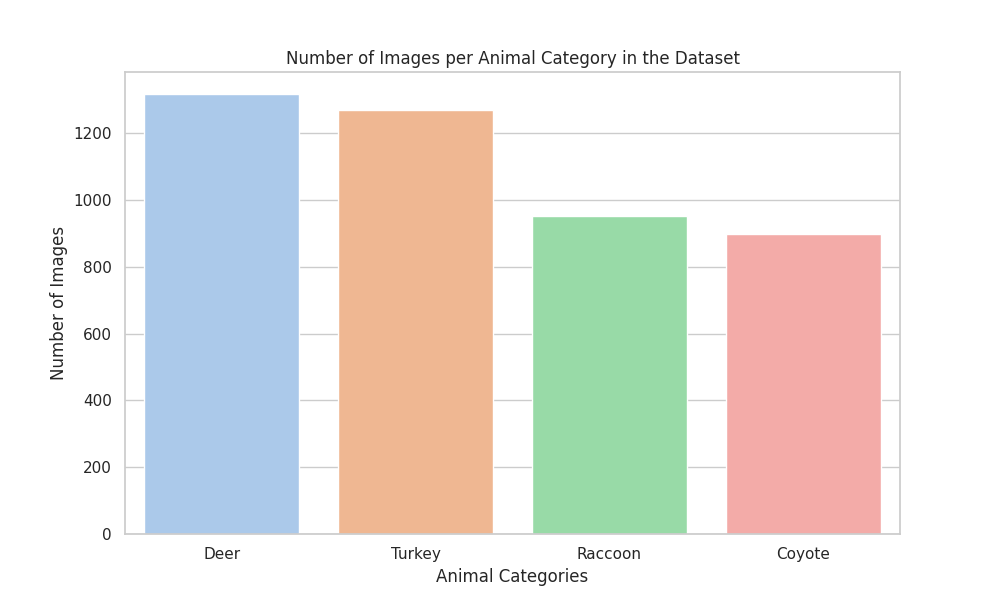 Number of Images per Animal Category in the Dataset
Number of Images
1200
1000
800
600
400
200
0
Deer Turkey Raccoon Coyote
Animal Categories